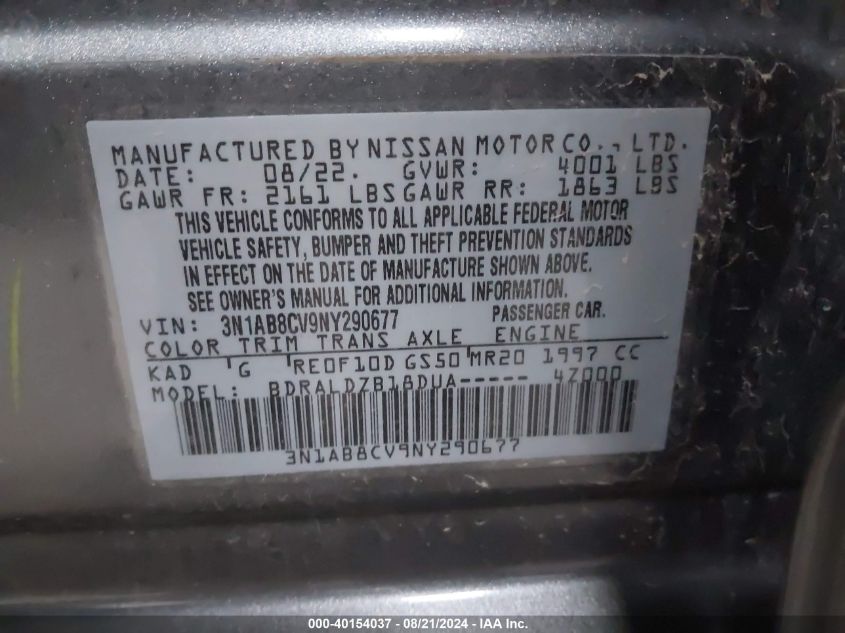 MANUFACTURED BY NISSAN MOTOR CO., LTD.
DATE: 08/22. GVWR: 4001 LBS
GAWR FR: 2161 LBS GAWR RR: 1863 LBS
THIS VEHICLE CONFORMS TO ALL APPLICABLE FEDERAL MOTOR
VEHICLE SAFETY, BUMPER AND THEFT PREVENTION STANDARDS
IN EFFECT ON THE DATE OF MANUFACTURE SHOWN ABOVE.
SEE OWNER'S MANUAL FOR ADDITIONAL INFORMATION.
VIN: 3N1AB8CV9NY290677 PASSENGER CAR.
COLOR TRIM TRANS AXLE ENGINE
KAD G RE0F10D GS50 MR20 1997 CC
MODEL: BDRALDZB18DUA----- 4Z000
3N1AB8CV9NY290677
000-40154037 - 08/21/2024 - IAA Inc.